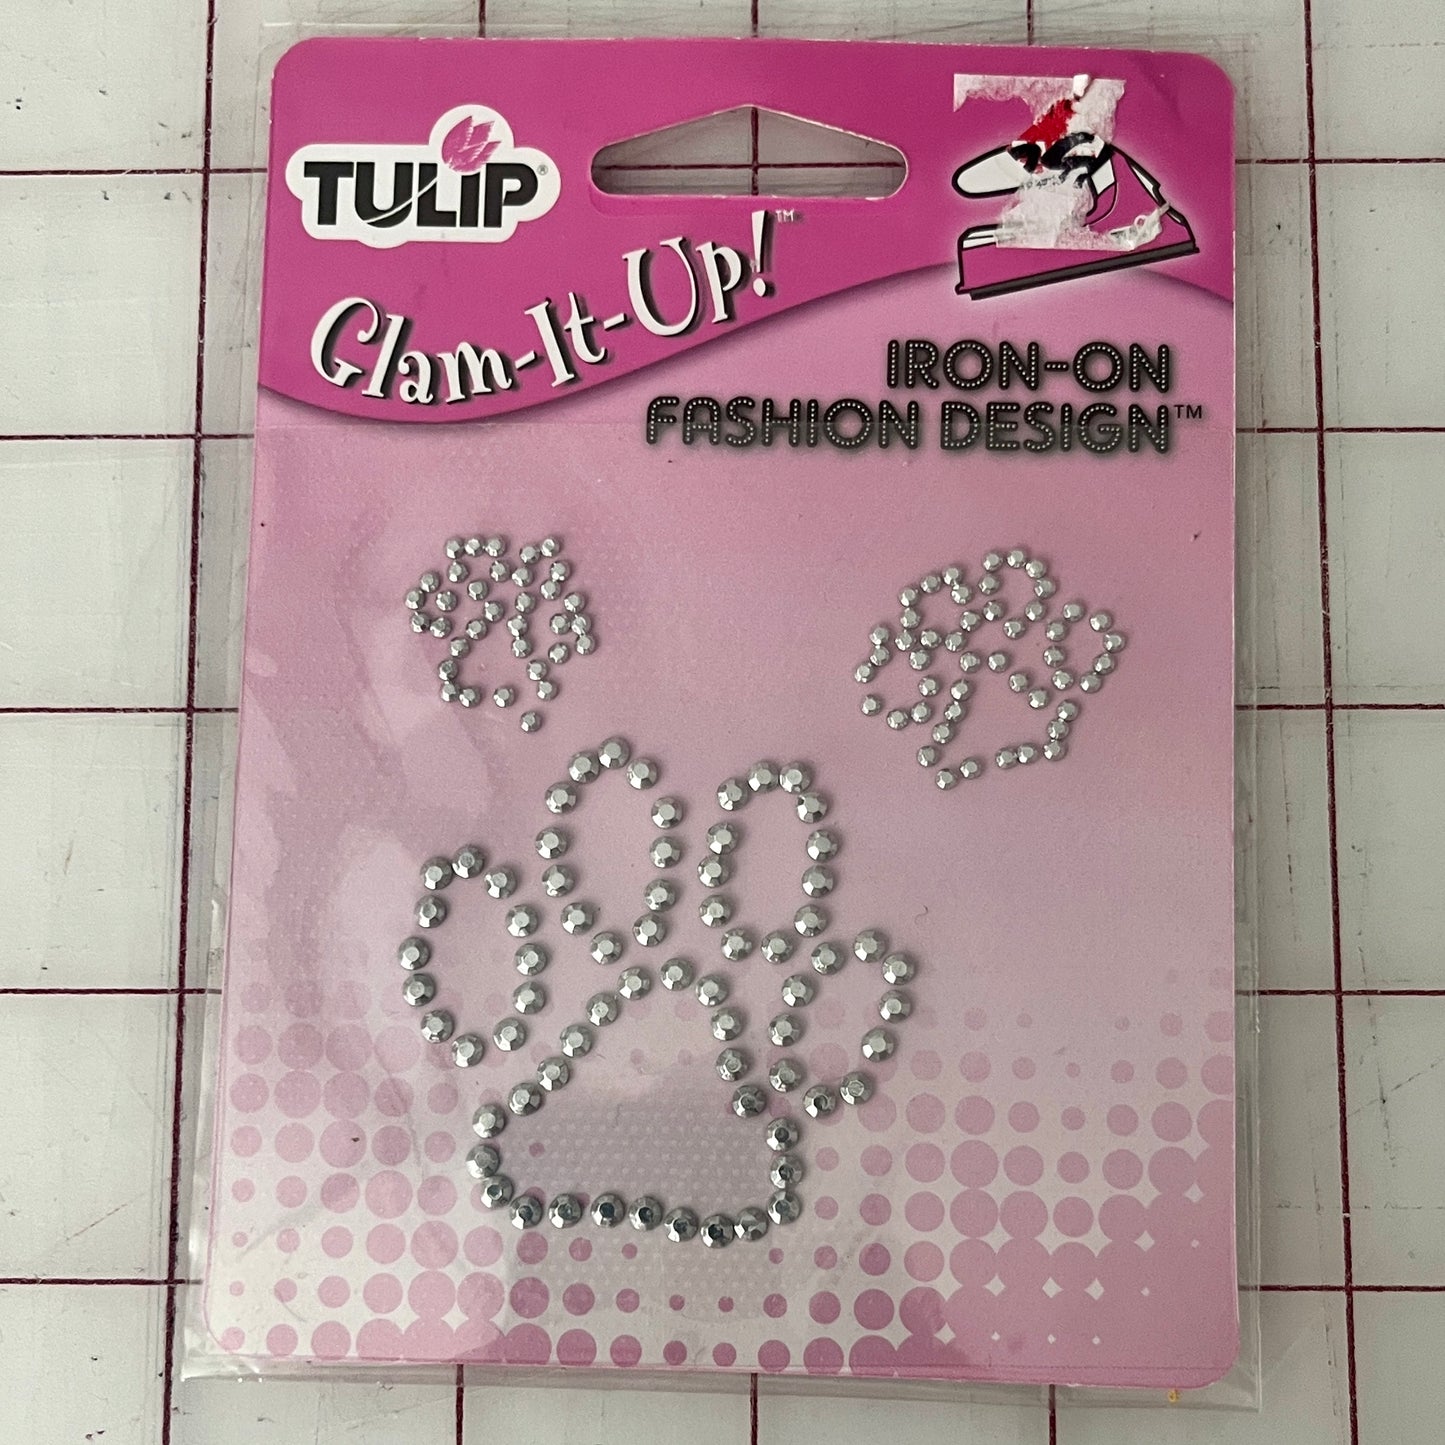 TULIP®
Glam-It-Up!™
IRON-ON
FASHION DESIGN™